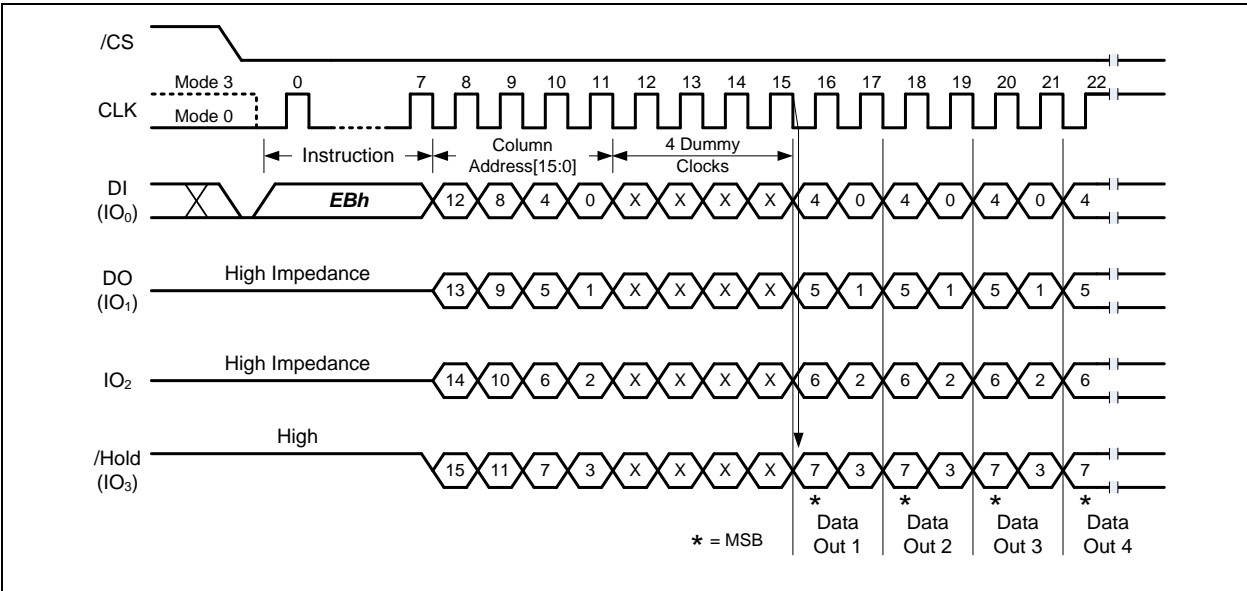 /CS
Mode 3 0 7 8 9 10 11 12 13 14 15 16 17 18 19 20 21 22
CLK
Mode 0
Instruction Column Address[15:0] 4 Dummy Clocks
DI
(IO₀)
EBh 12 8 4 0 X X X X 4 0 4 0 4 0 4
High Impedance
DO
(IO₁)
13 9 5 1 X X X X 5 1 5 1 5 1 5
High Impedance
IO₂ 14 10 6 2 X X X X 6 2 6 2 6 2 6
High
/Hold
(IO₃)
15 11 7 3 X X X X 7 3 7 3 7 3 7
* * * *
* = MSB
Data Out 1 Data Out 2 Data Out 3 Data Out 4